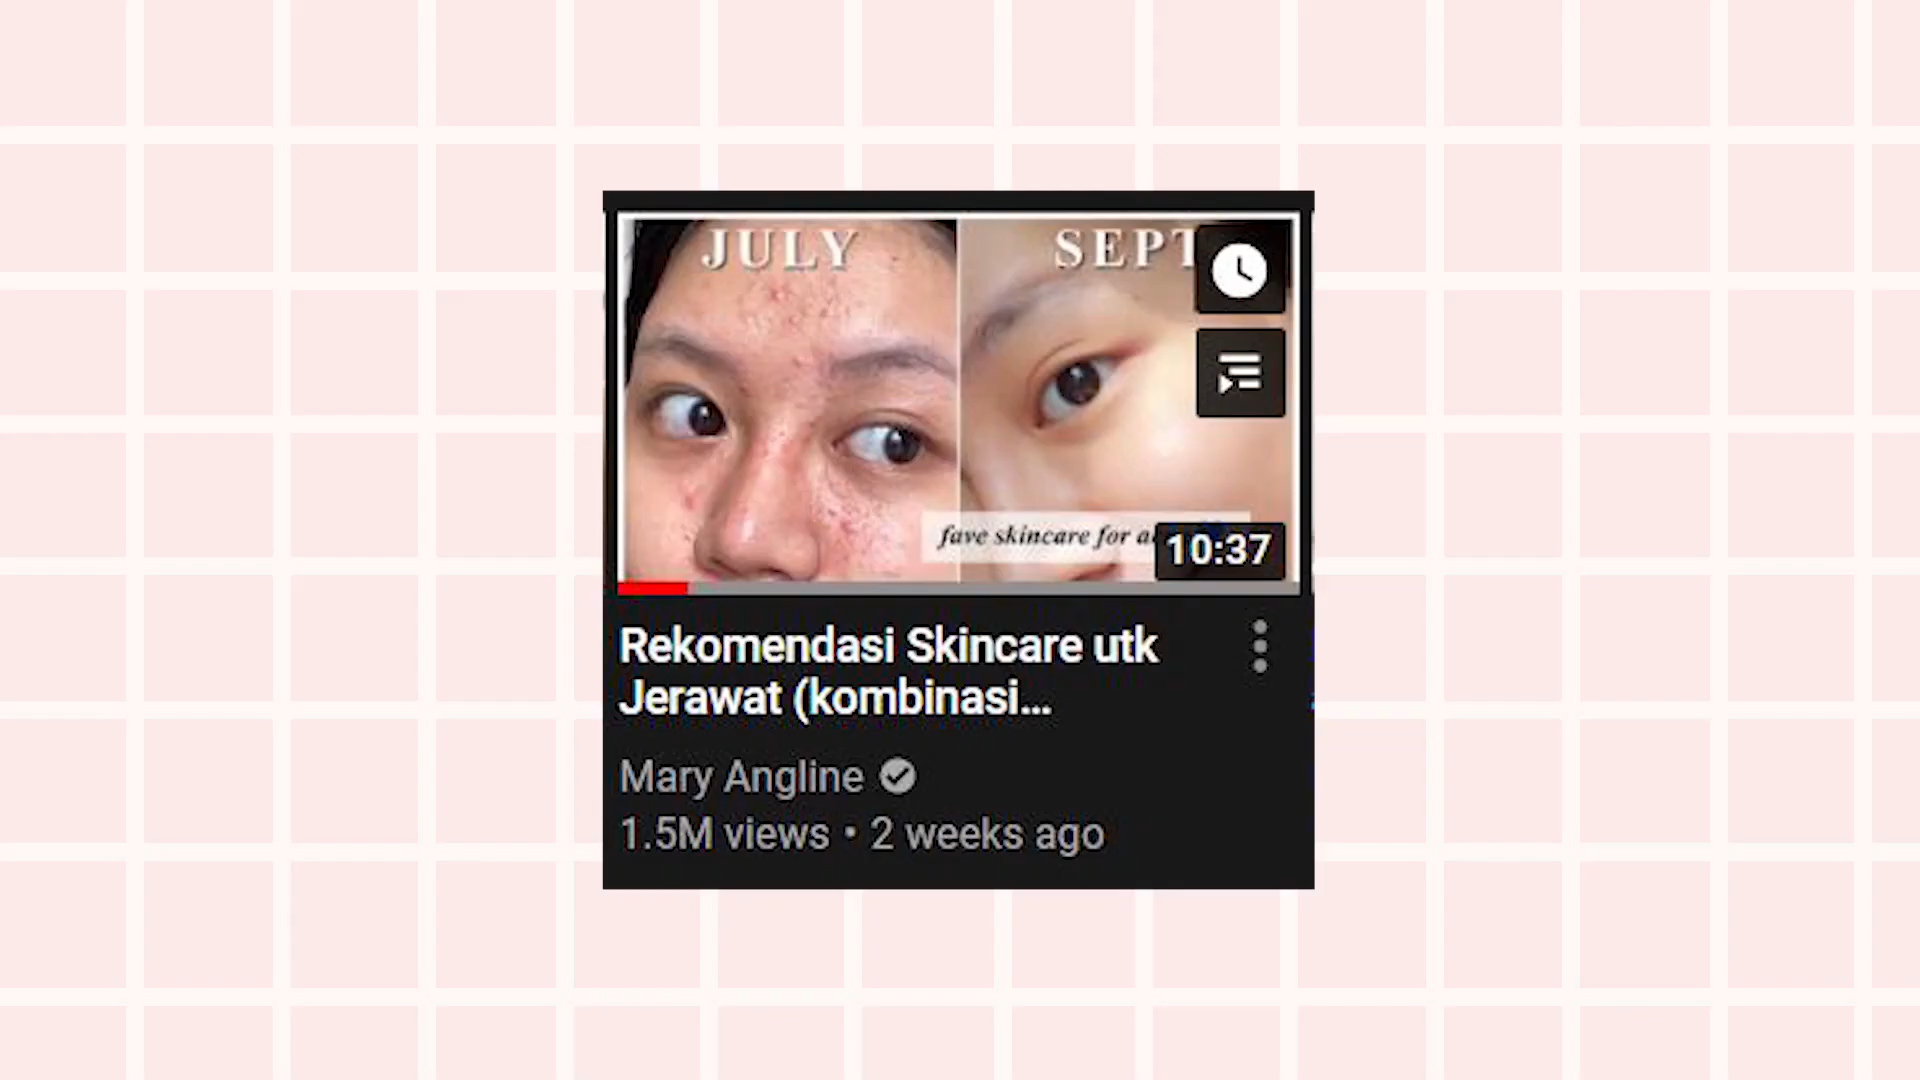 JULY
SEPT
fave skincare for
10:37
Rekomendasi Skincare utk
Jerawat (kombinasi...
Mary Angline
1.5M views • 2 weeks ago